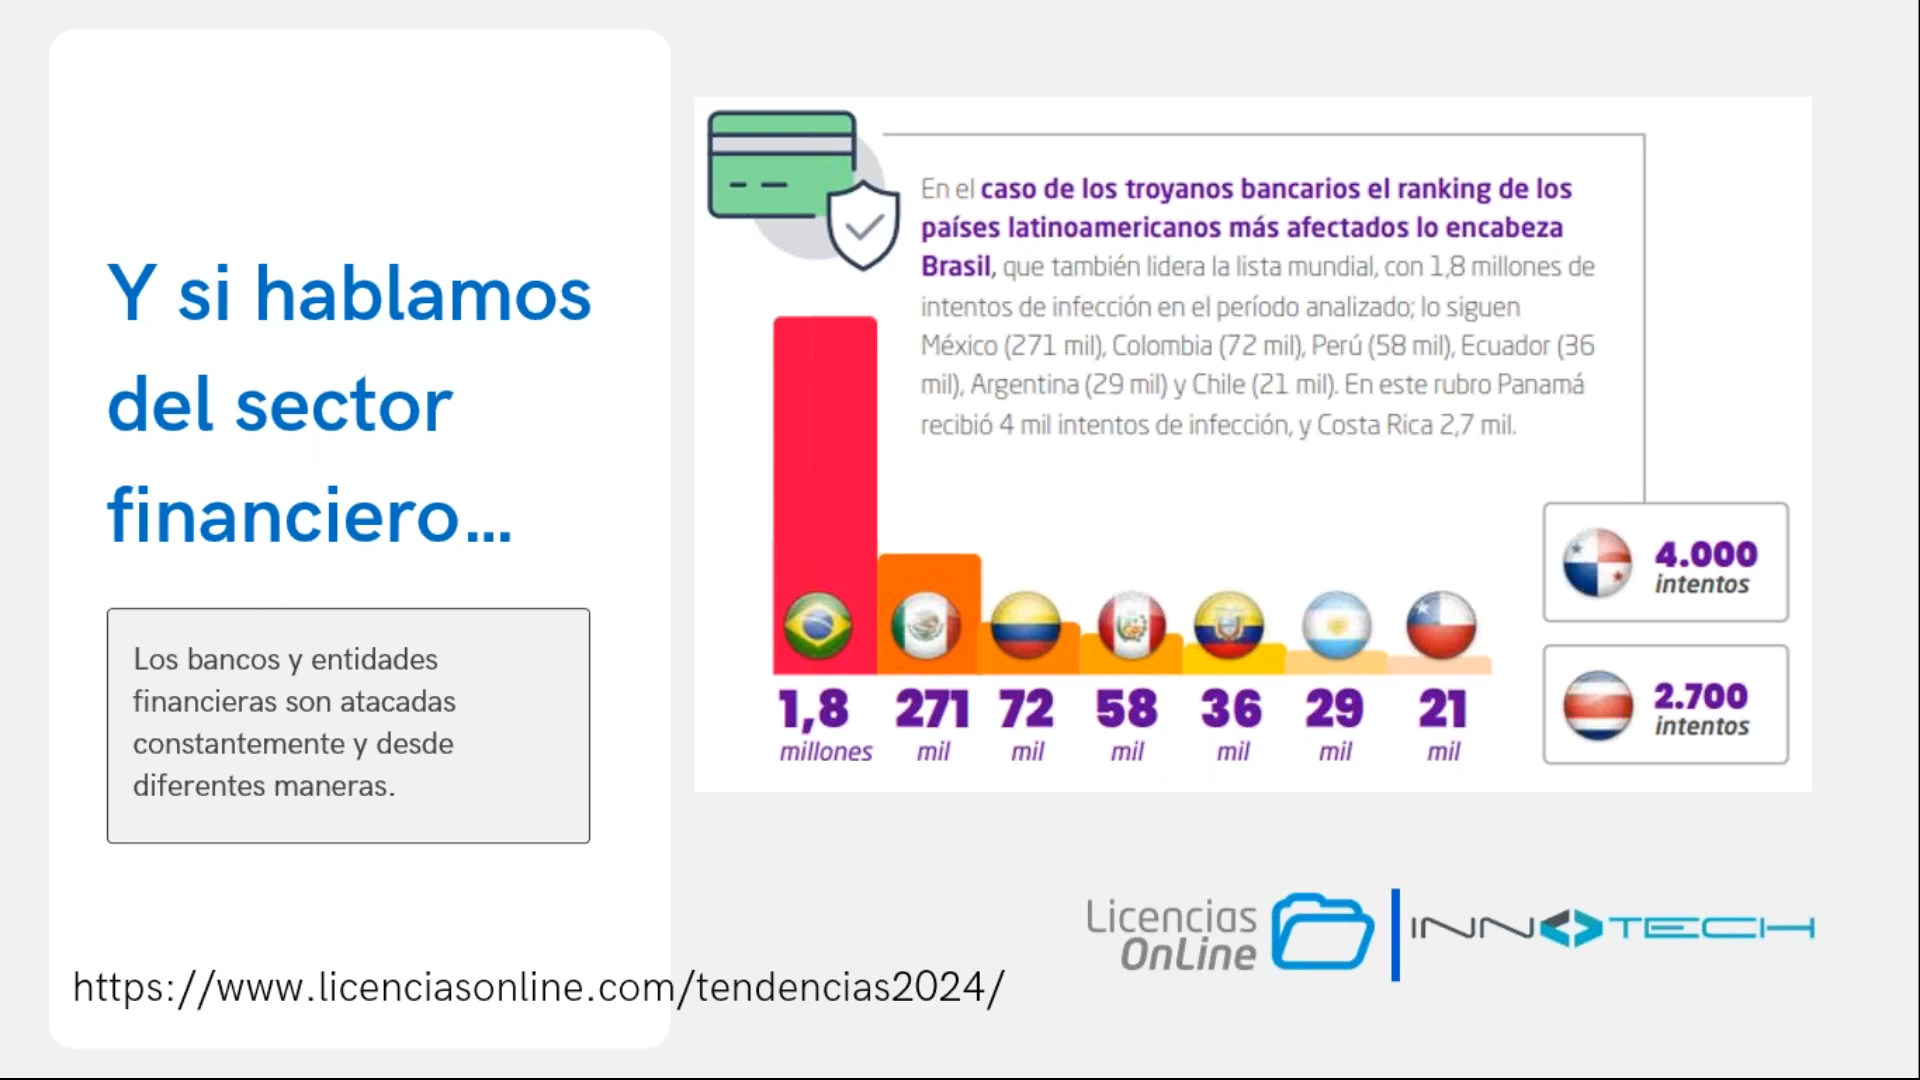 Y si hablamos
del sector
financiero...
Los bancos y entidades
financieras son atacadas
constantemente y desde
diferentes maneras.
https://www.licenciasonline.com/tendencias2024/
En el caso de los troyanos bancarios el ranking de los
países latinoamericanos más afectados lo encabeza
Brasil, que también lidera la lista mundial, con 1,8 millones de
intentos de infección en el período analizado; lo siguen
México (271 mil), Colombia (72 mil), Perú (58 mil), Ecuador (36
mil), Argentina (29 mil) y Chile (21 mil). En este rubro Panamá
recibió 4 mil intentos de infección, y Costa Rica 2,7 mil.
1,8 271 72 58 36 29 21
millones mil mil mil mil mil mil
4.000
intentos
2.700
intentos
Licencias
OnLine
INNOTECH